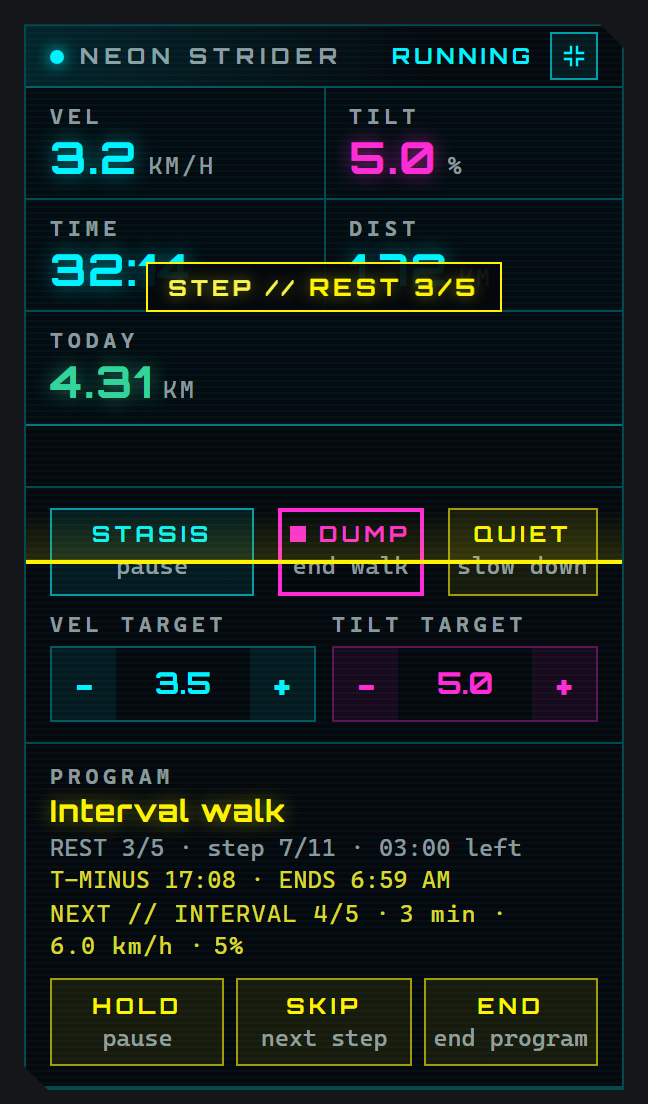 NEON STRIDER RUNNING
VEL TILT
3.2 KM/H 5.0 %
TIME DIST
32:14
STEP // REST 3/5
TODAY
4.31 KM
STASIS DUMP QUIET
pause end walk slow down
VEL TARGET TILT TARGET
- 3.5 + - 5.0 +
PROGRAM
Interval walk
REST 3/5 · step 7/11 · 03:00 left
T-MINUS 17:08 · ENDS 6:59 AM
NEXT // INTERVAL 4/5 · 3 min ·
6.0 km/h · 5%
HOLD SKIP END
pause next step end program